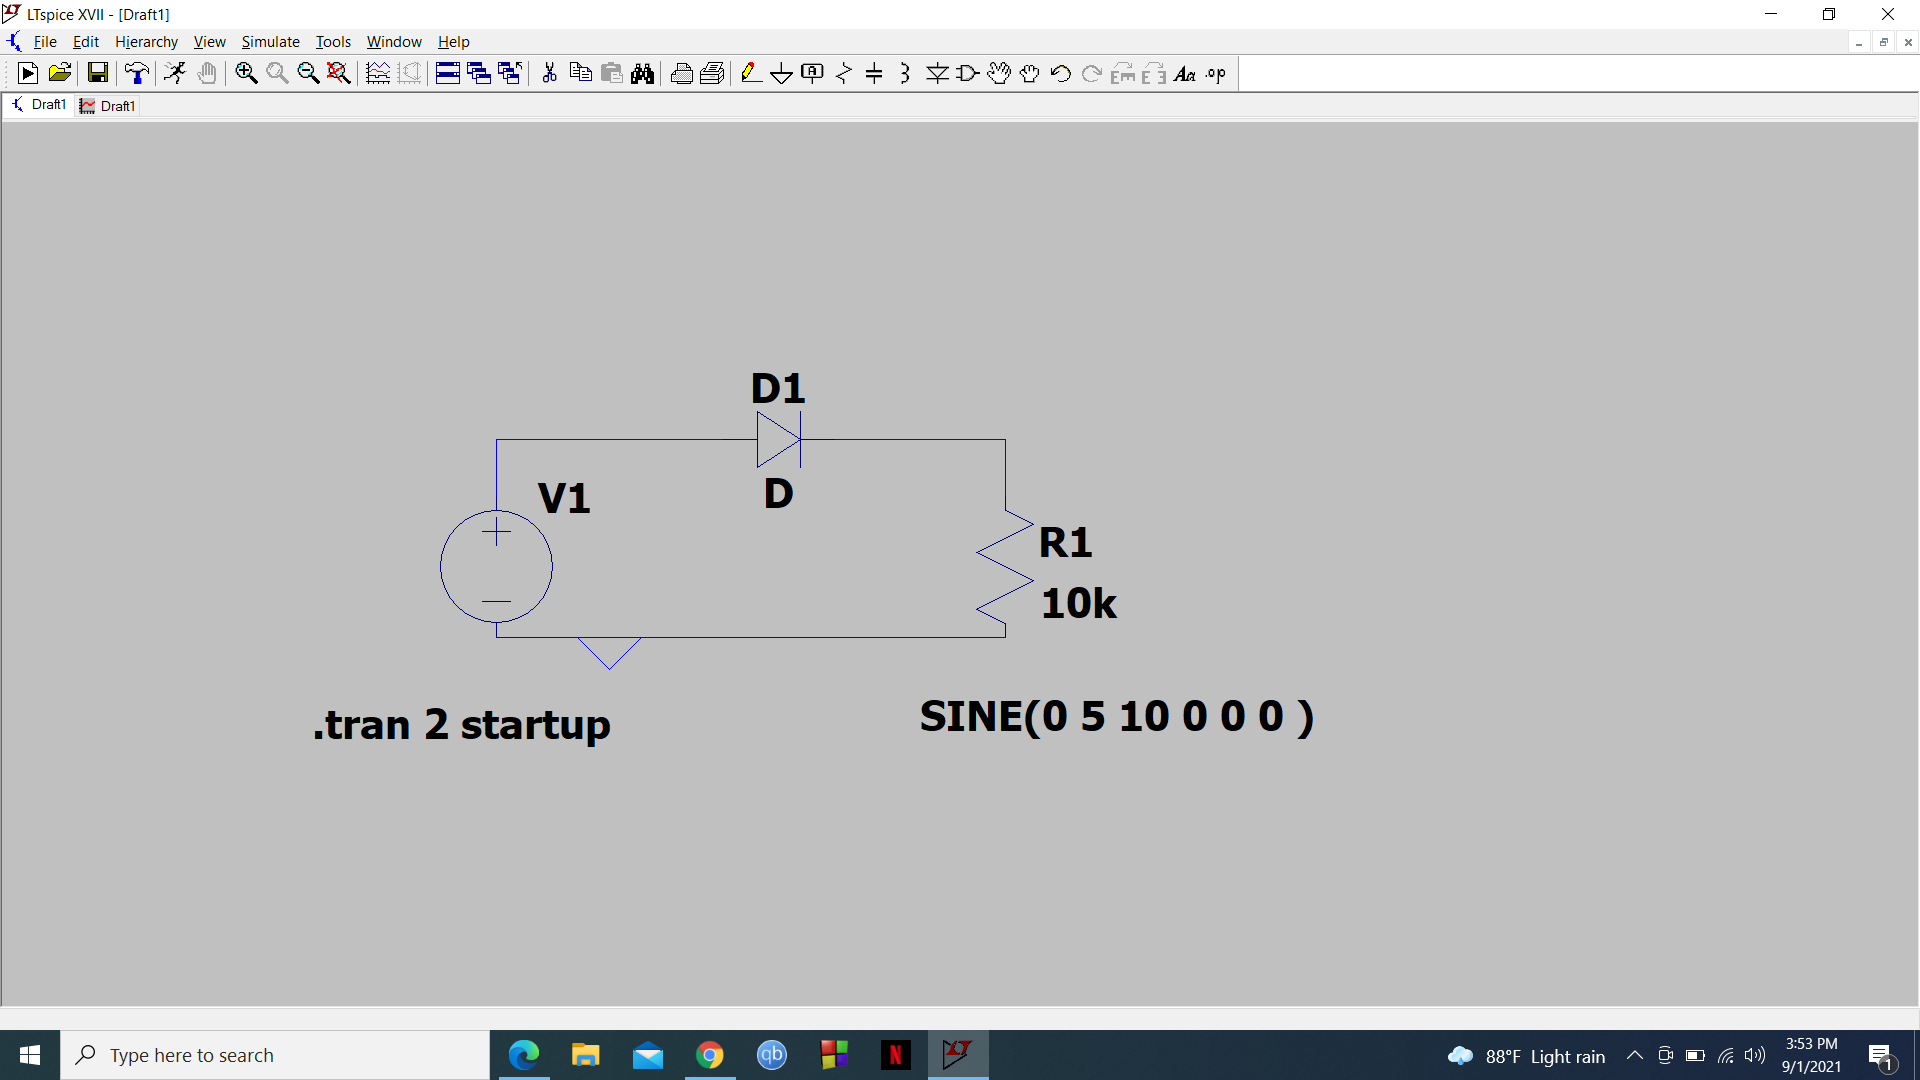 LTspice XVII - [Draft1]
File Edit Hierarchy View Simulate Tools Window Help
Aa .op
Draft1 Draft1
D1
D
V1
R1
10k
.tran 2 startup
SINE(0 5 10 0 0 0 )
Type here to search
qb
N
88°F Light rain
3:53 PM
9/1/2021
1